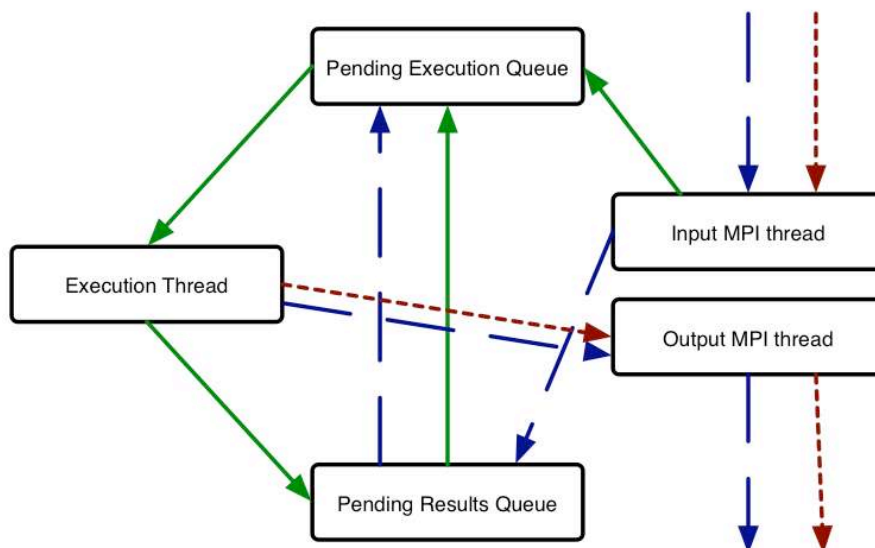 Pending Execution Queue
Input MPI thread
Execution Thread
Output MPI thread
Pending Results Queue